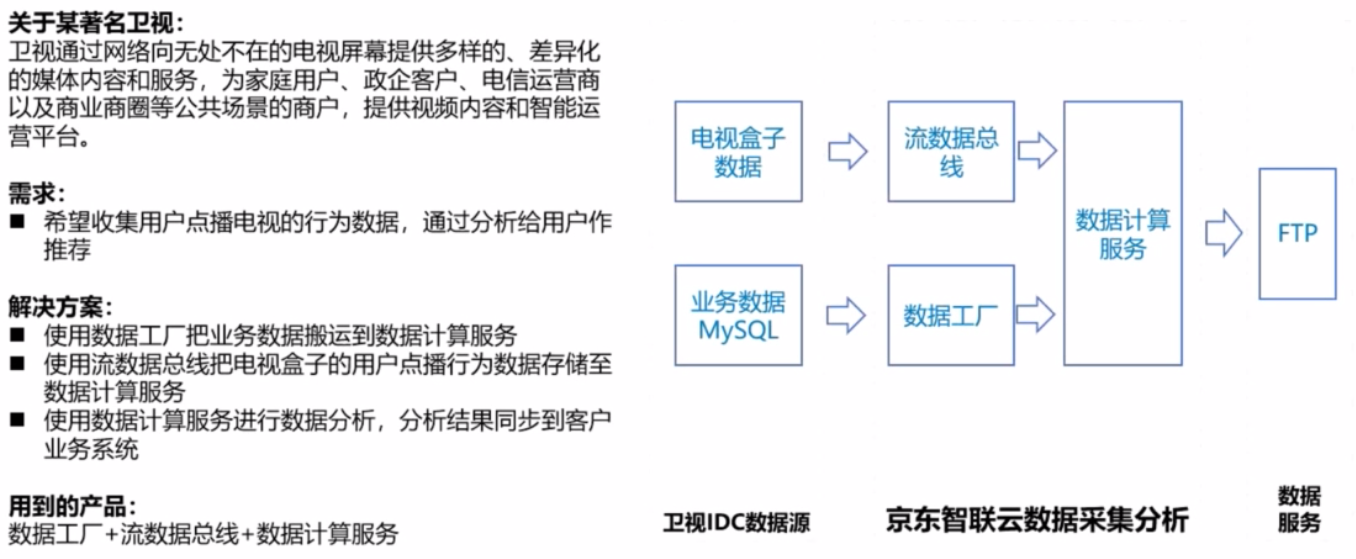 关于某著名卫视：
卫视通过网络向无处不在的电视屏幕提供多样的、差异化
的媒体内容和服务，为家庭用户、政企客户、电信运营商
以及商业商圈等公共场景的商户，提供视频内容和智能运
营平台。
需求：
■ 希望收集用户点播电视的行为数据，通过分析给用户作
推荐
解决方案：
■ 使用数据工厂把业务数据搬运到数据计算服务
■ 使用流数据总线把电视盒子的用户点播行为数据存储至
数据计算服务
■ 使用数据计算服务进行数据分析，分析结果同步到客户
业务系统
用到的产品：
数据工厂+流数据总线+数据计算服务
电视盒子
数据
流数据总
线
业务数据
MySQL
数据工厂
数据计算
服务
FTP
卫视IDC数据源
京东智联云数据采集分析
数据
服务